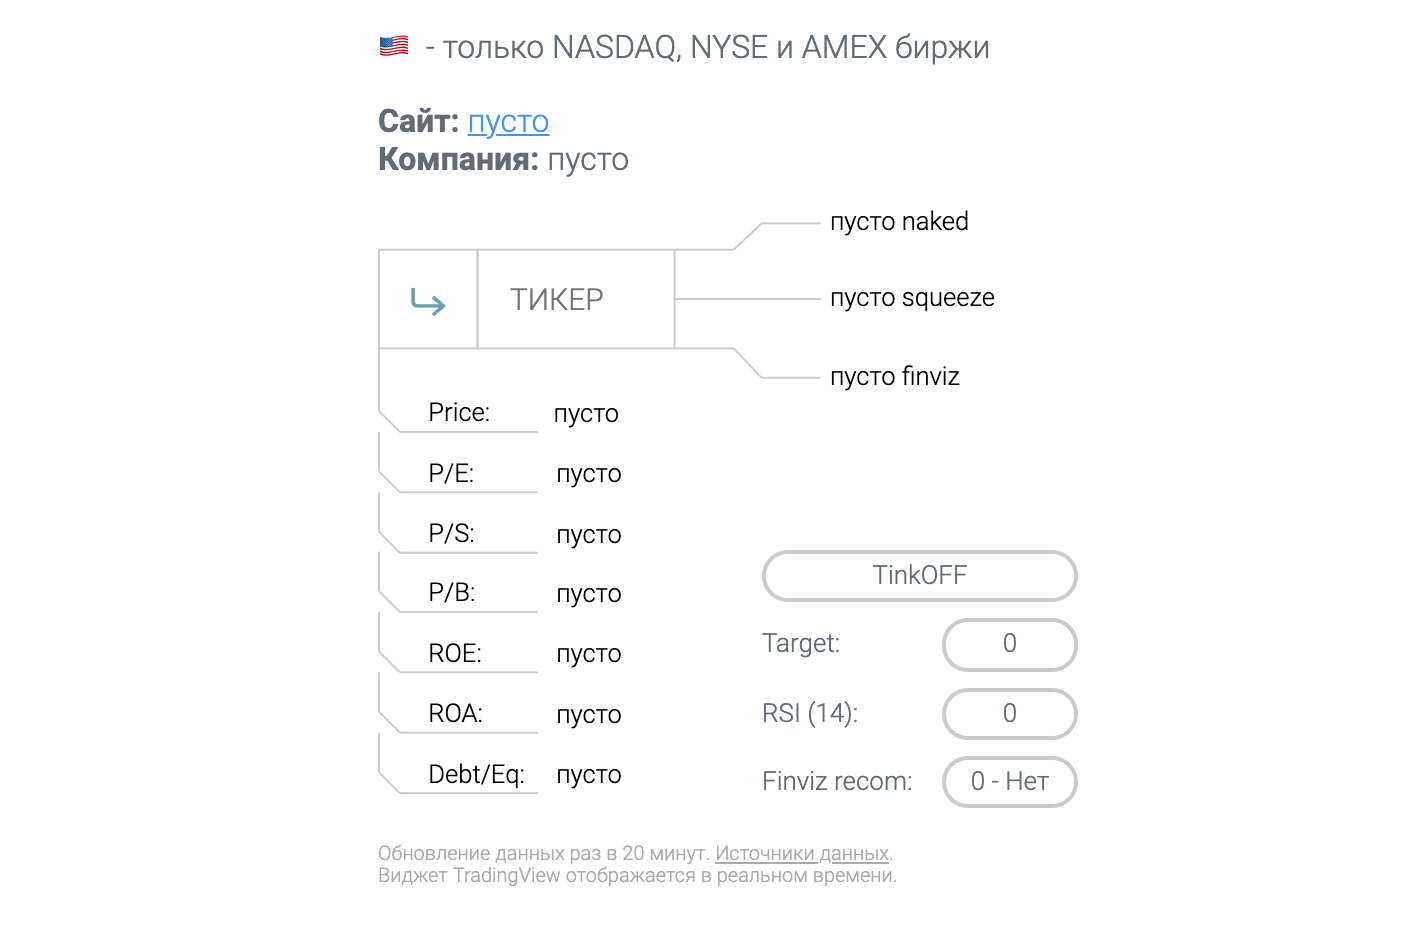 - только NASDAQ, NYSE и AMEX биржи
Сайт: пусто
Компания: пусто
пусто naked
ТИКЕР
пусто squeeze
пусто finviz
Price: пусто
P/E: пусто
P/S: пусто
P/B: пусто
ROE: пусто
ROA: пусто
Debt/Eq: пусто
TinkOFF
Target: 0
RSI (14): 0
Finviz recom: 0 - Нет
Обновление данных раз в 20 минут. Источники данных.
Виджет TradingView отображается в реальном времени.